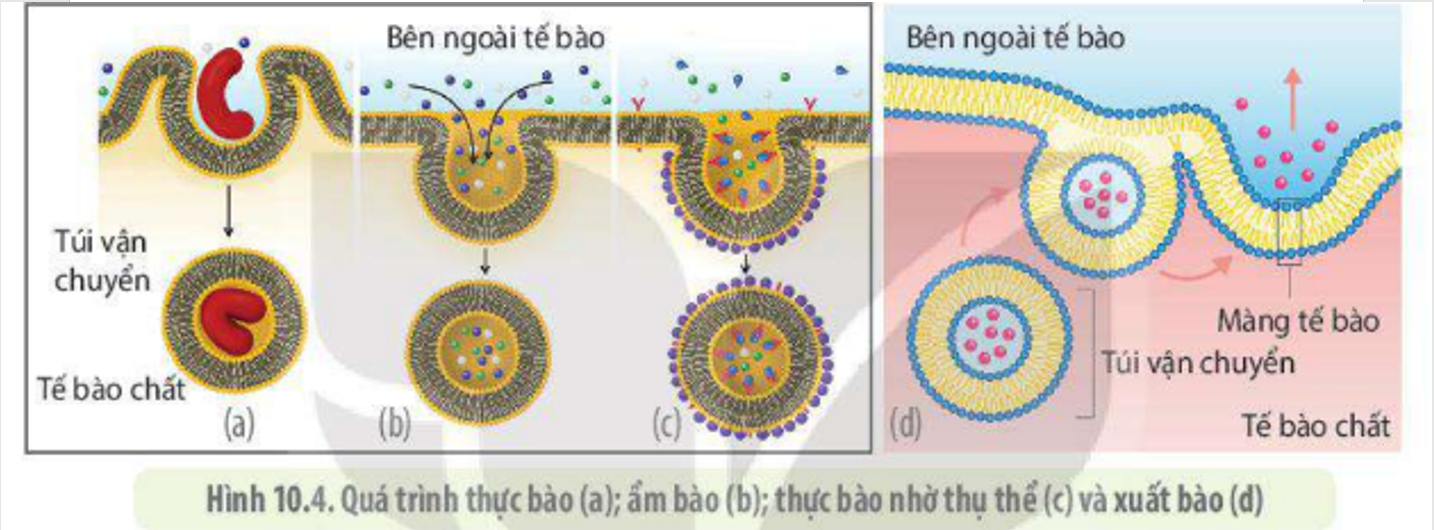 Bên ngoài tế bào
Túi vận
chuyển
Tế bào chất
(a)
(b)
(c)
Bên ngoài tế bào
Màng tế bào
Túi vận chuyển
(d)
Tế bào chất
Hình 10.4. Quá trình thực bào (a); ẩm bào (b); thực bào nhờ thụ thể (c) và xuất bào (d)